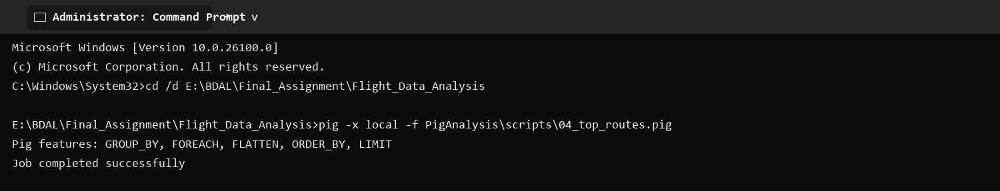 Administrator: Command Prompt v
Microsoft Windows [Version 10.0.26100.0]
(c) Microsoft Corporation. All rights reserved.
C:\Windows\System32>cd /d E:\BDAL\Final_Assignment\Flight_Data_Analysis
E:\BDAL\Final_Assignment\Flight_Data_Analysis>pig -x local -f PigAnalysis\scripts\04_top_routes.pig
Pig features: GROUP_BY, FOREACH, FLATTEN, ORDER_BY, LIMIT
Job completed successfully